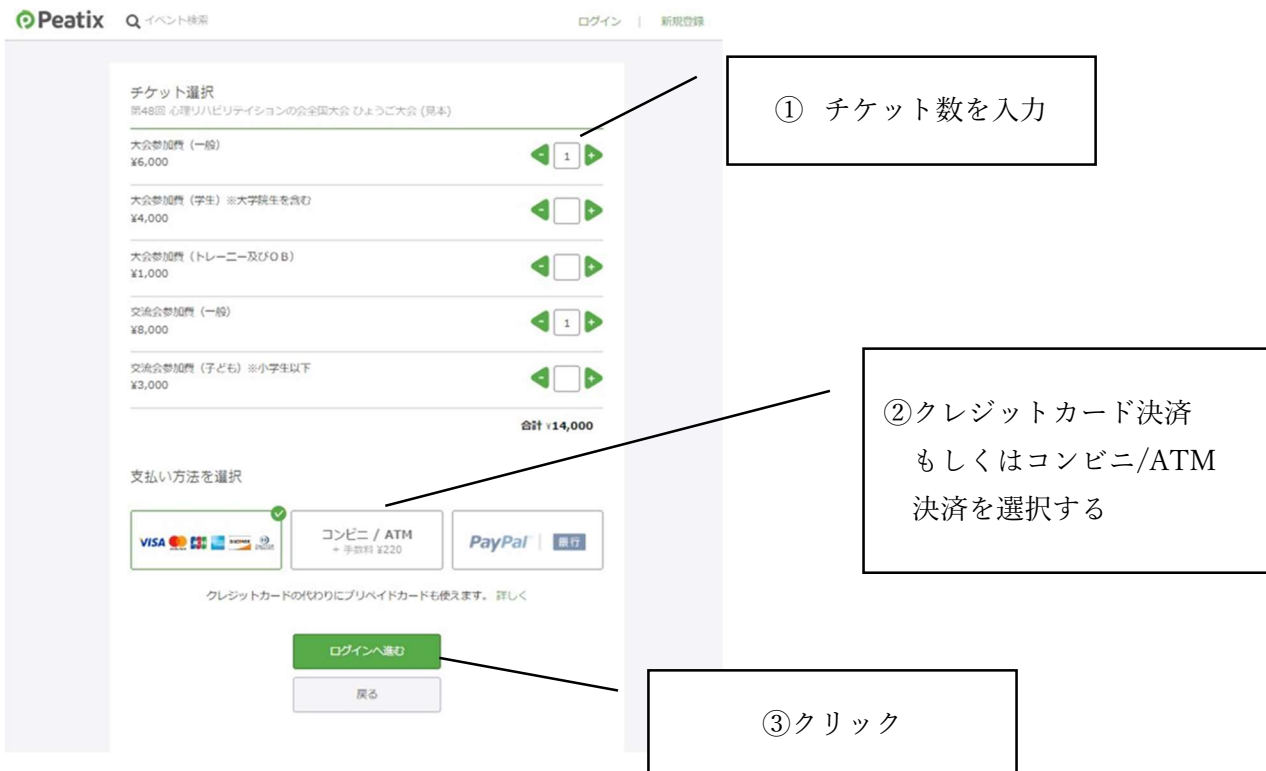 Peatix イベント検索 ログイン | 新規登録
チケット選択
第48回 心理リハビリテイションの会全国大会 ひょうご大会 (見本)
① チケット数を入力
大会参加費（一般）
¥6,000
1
大会参加費（学生）※大学院生を含む
¥4,000
大会参加費（トレーニー及びＯＢ）
¥1,000
交流会参加費（一般）
¥8,000
1
交流会参加費（子ども）※小学生以下
¥3,000
合計 ¥14,000
②クレジットカード決済
もしくはコンビニ/ATM
決済を選択する
支払い方法を選択
VISA
コンビニ / ATM
+ 手数料 ¥220
PayPal | 銀行
クレジットカードの代わりにプリペイドカードも使えます。 詳しく
ログインへ進む
戻る
③クリック